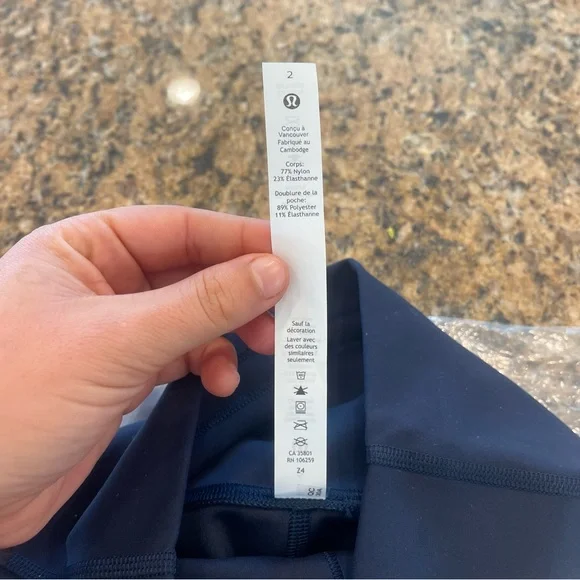 2
Conçu à
Vancouver
Fabriqué au
Cambodge
Corps:
77% Nylon
23% Élasthanne
Doublure de la
poche:
89% Polyester
11% Élasthanne
Sauf la
décoration
Laver avec
des couleurs
similaires
seulement
CA 35801
RN 106259
Z4